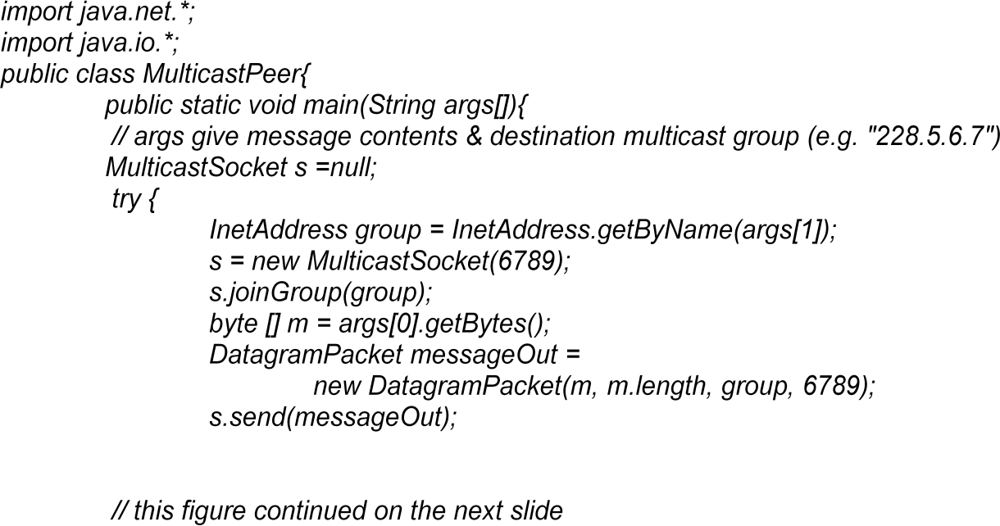 import java.net.*;
import java.io.*;
public class MulticastPeer{
public static void main(String args[]){
// args give message contents & destination multicast group (e.g. "228.5.6.7")
MulticastSocket s =null;
try {
InetAddress group = InetAddress.getByName(args[1]);
s = new MulticastSocket(6789);
s.joinGroup(group);
byte [] m = args[0].getBytes();
DatagramPacket messageOut =
new DatagramPacket(m, m.length, group, 6789);
s.send(messageOut);
// this figure continued on the next slide